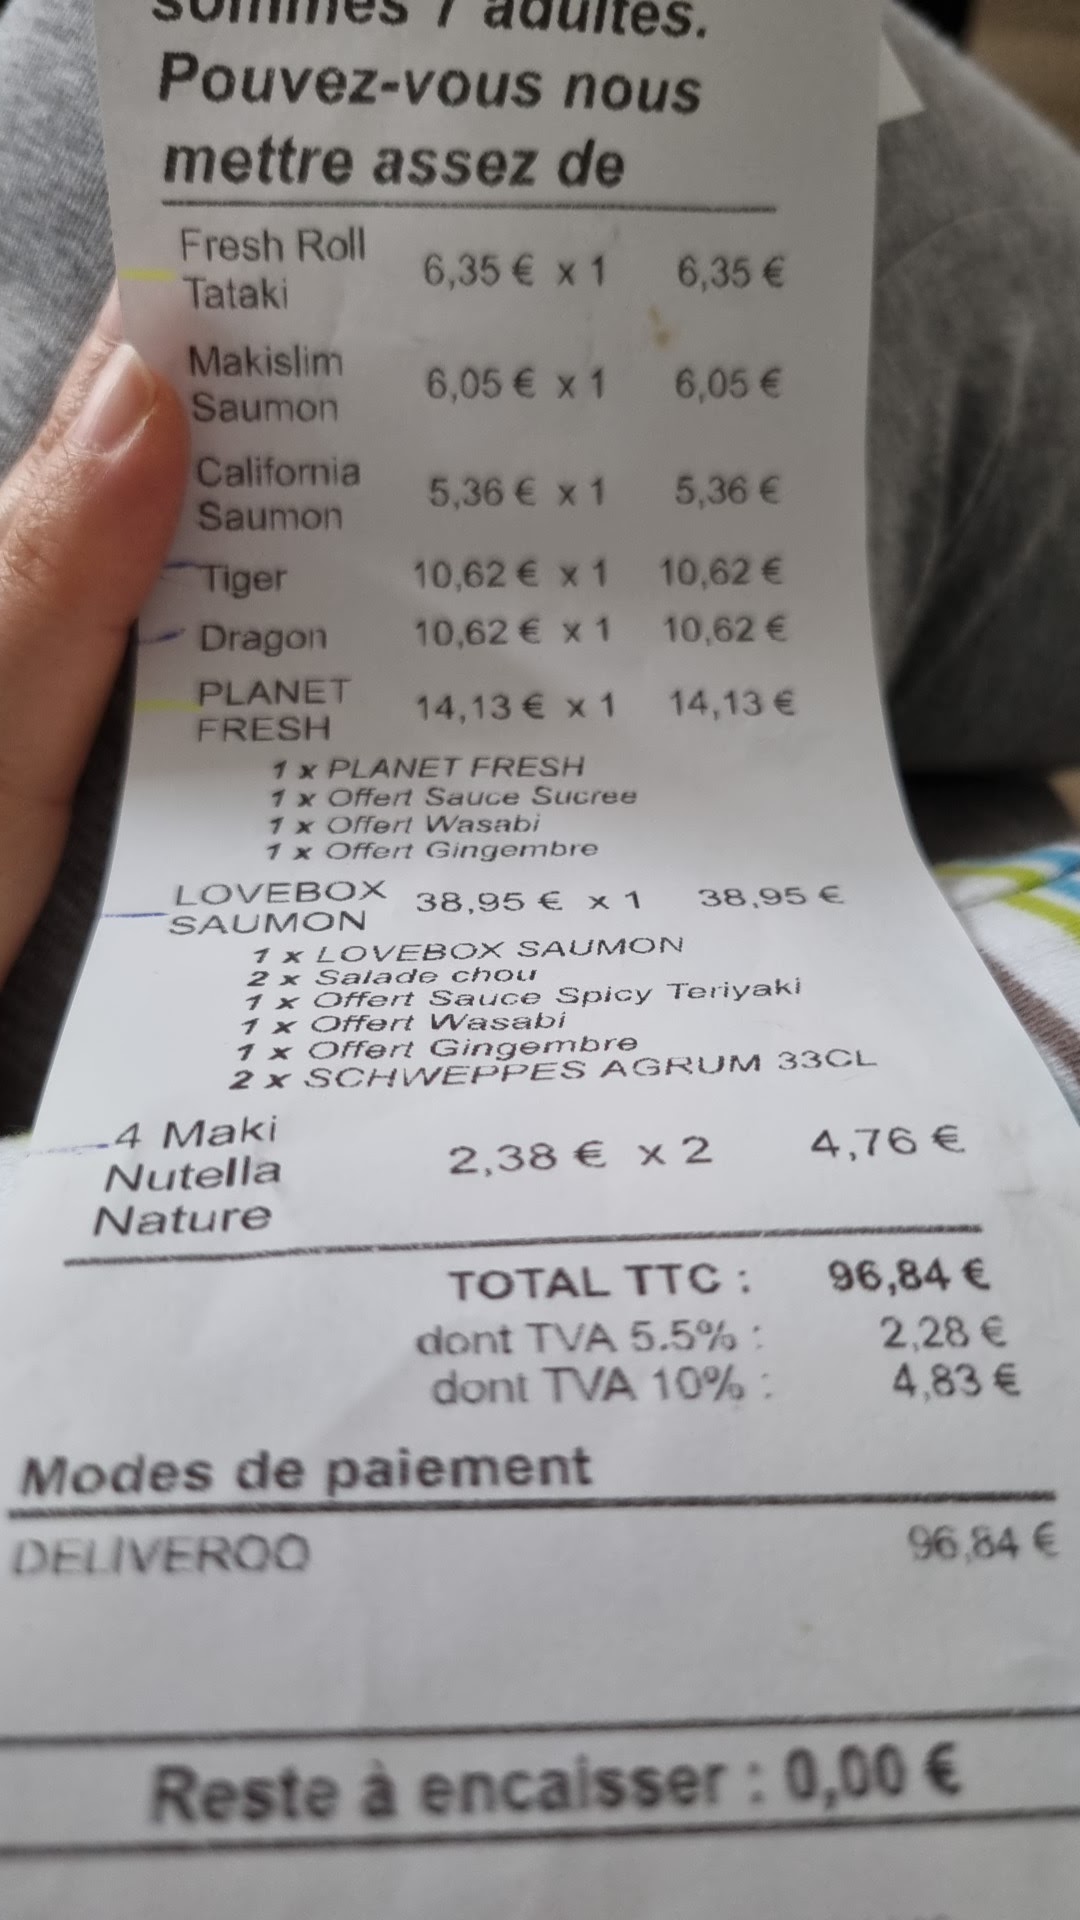 sommes 7 adultes.
Pouvez-vous nous
mettre assez de
Fresh Roll
Tataki 6,35 € x 1 6,35 €
Makislim
Saumon 6,05 € x 1 6,05 €
California
Saumon 5,36 € x 1 5,36 €
Tiger 10,62 € x 1 10,62 €
Dragon 10,62 € x 1 10,62 €
PLANET
FRESH 14,13 € x 1 14,13 €
1 x PLANET FRESH
1 x Offert Sauce Sucree
1 x Offert Wasabi
1 x Offert Gingembre
LOVEBOX 38,95 € x 1 38,95 €
SAUMON
1 x LOVEBOX SAUMON
2 x Salade chou
1 x Offert Sauce Spicy Teriyaki
1 x Offert Wasabi
1 x Offert Gingembre
2 x SCHWEPPES AGRUM 33CL
4 Maki
Nutella 2,38 € x 2 4,76 €
Nature
TOTAL TTC : 96,84 €
dont TVA 5.5% : 2,28 €
dont TVA 10% : 4,83 €
Modes de paiement
DELIVEROO 96,84 €
Reste à encaisser : 0,00 €